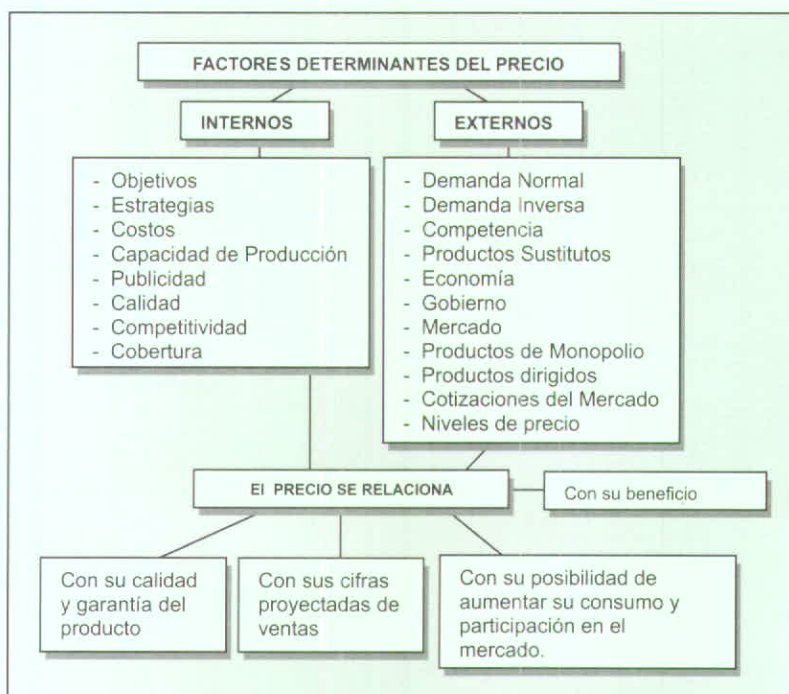 FACTORES DETERMINANTES DEL PRECIO
INTERNOS
EXTERNOS
- Objetivos
- Estrategias
- Costos
- Capacidad de Producción
- Publicidad
- Calidad
- Competitividad
- Cobertura
- Demanda Normal
- Demanda Inversa
- Competencia
- Productos Sustitutos
- Economía
- Gobierno
- Mercado
- Productos de Monopolio
- Productos dirigidos
- Cotizaciones del Mercado
- Niveles de precio
El PRECIO SE RELACIONA
Con su beneficio
Con su calidad
y garantía del
producto
Con sus cifras
proyectadas de
ventas
Con su posibilidad de
aumentar su consumo y
participación en el
mercado.